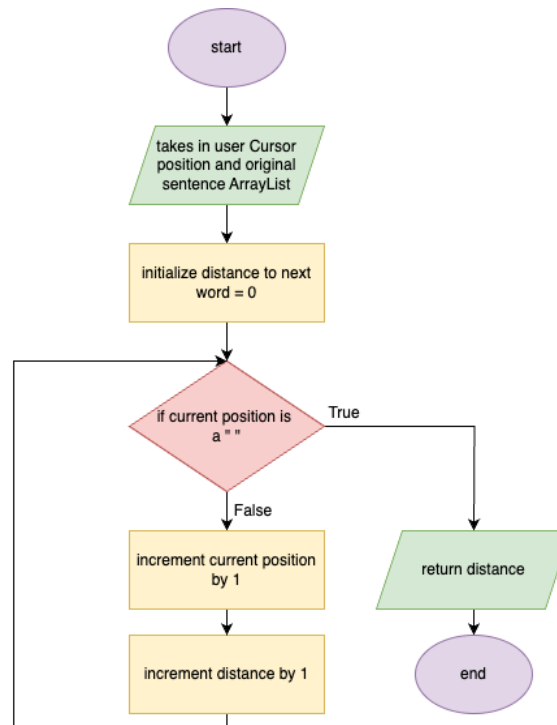 start
takes in user Cursor
position and original
sentence ArrayList
initialize distance to next
word = 0
if current position is
a " "
True
False
increment current position
by 1
return distance
increment distance by 1
end